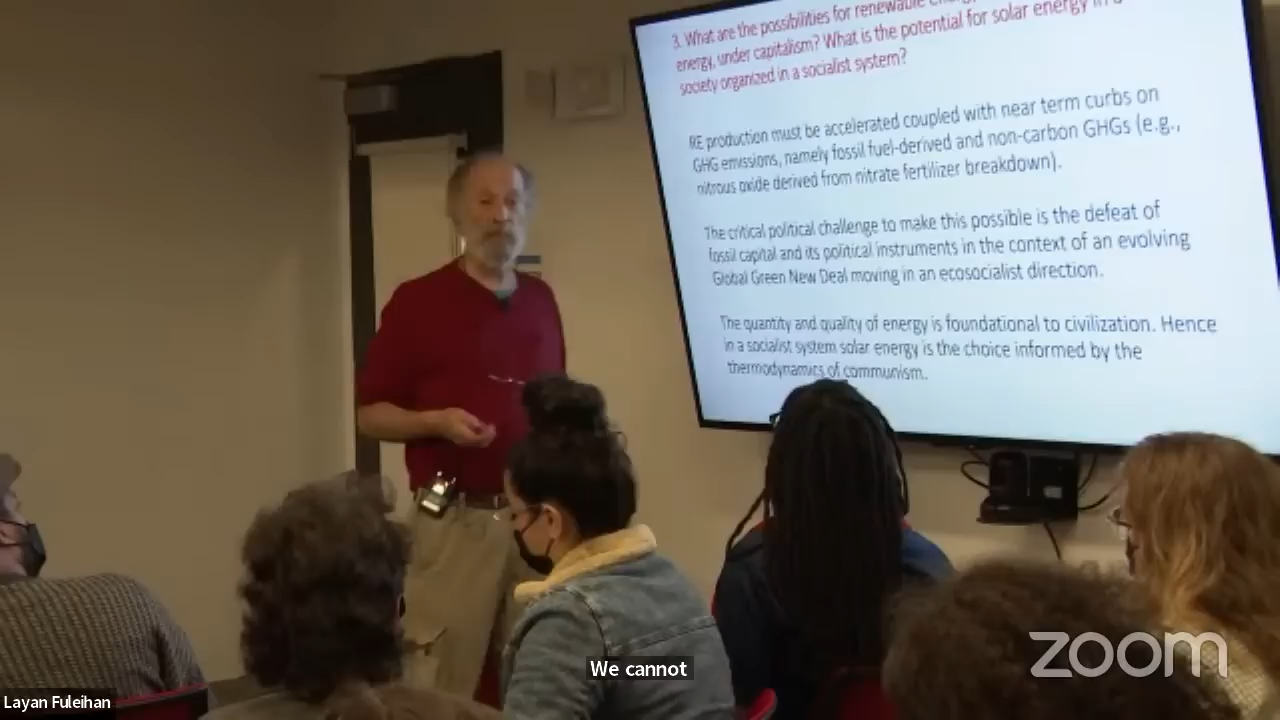 3. What are the possibilities for renewable
energy, under capitalism? What is the potential for solar energy in a
society organized in a socialist system?
RE production must be accelerated coupled with near term curbs on
GHG emissions, namely fossil fuel-derived and non-carbon GHGs (e.g.,
nitrous oxide derived from nitrate fertilizer breakdown).
The critical political challenge to make this possible is the defeat of
fossil capital and its political instruments in the context of an evolving
Global Green New Deal moving in an ecosocialist direction.
The quantity and quality of energy is foundational to civilization. Hence
in a socialist system solar energy is the choice informed by the
thermodynamics of communism.
We cannot
zoom
Layan Fuleihan